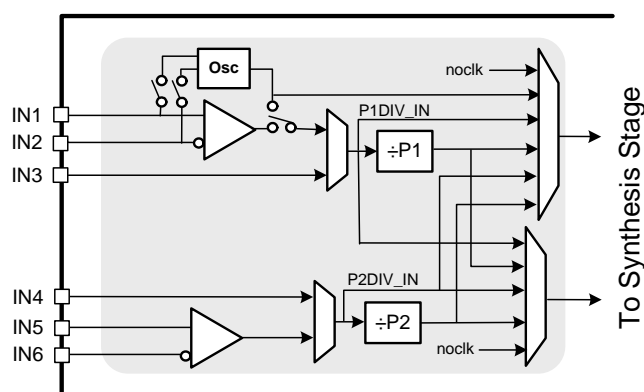 Osc
noclk
IN1
P1DIV_IN
IN2
÷P1
IN3
To Synthesis Stage
P2DIV_IN
IN4
IN5
÷P2
IN6
noclk